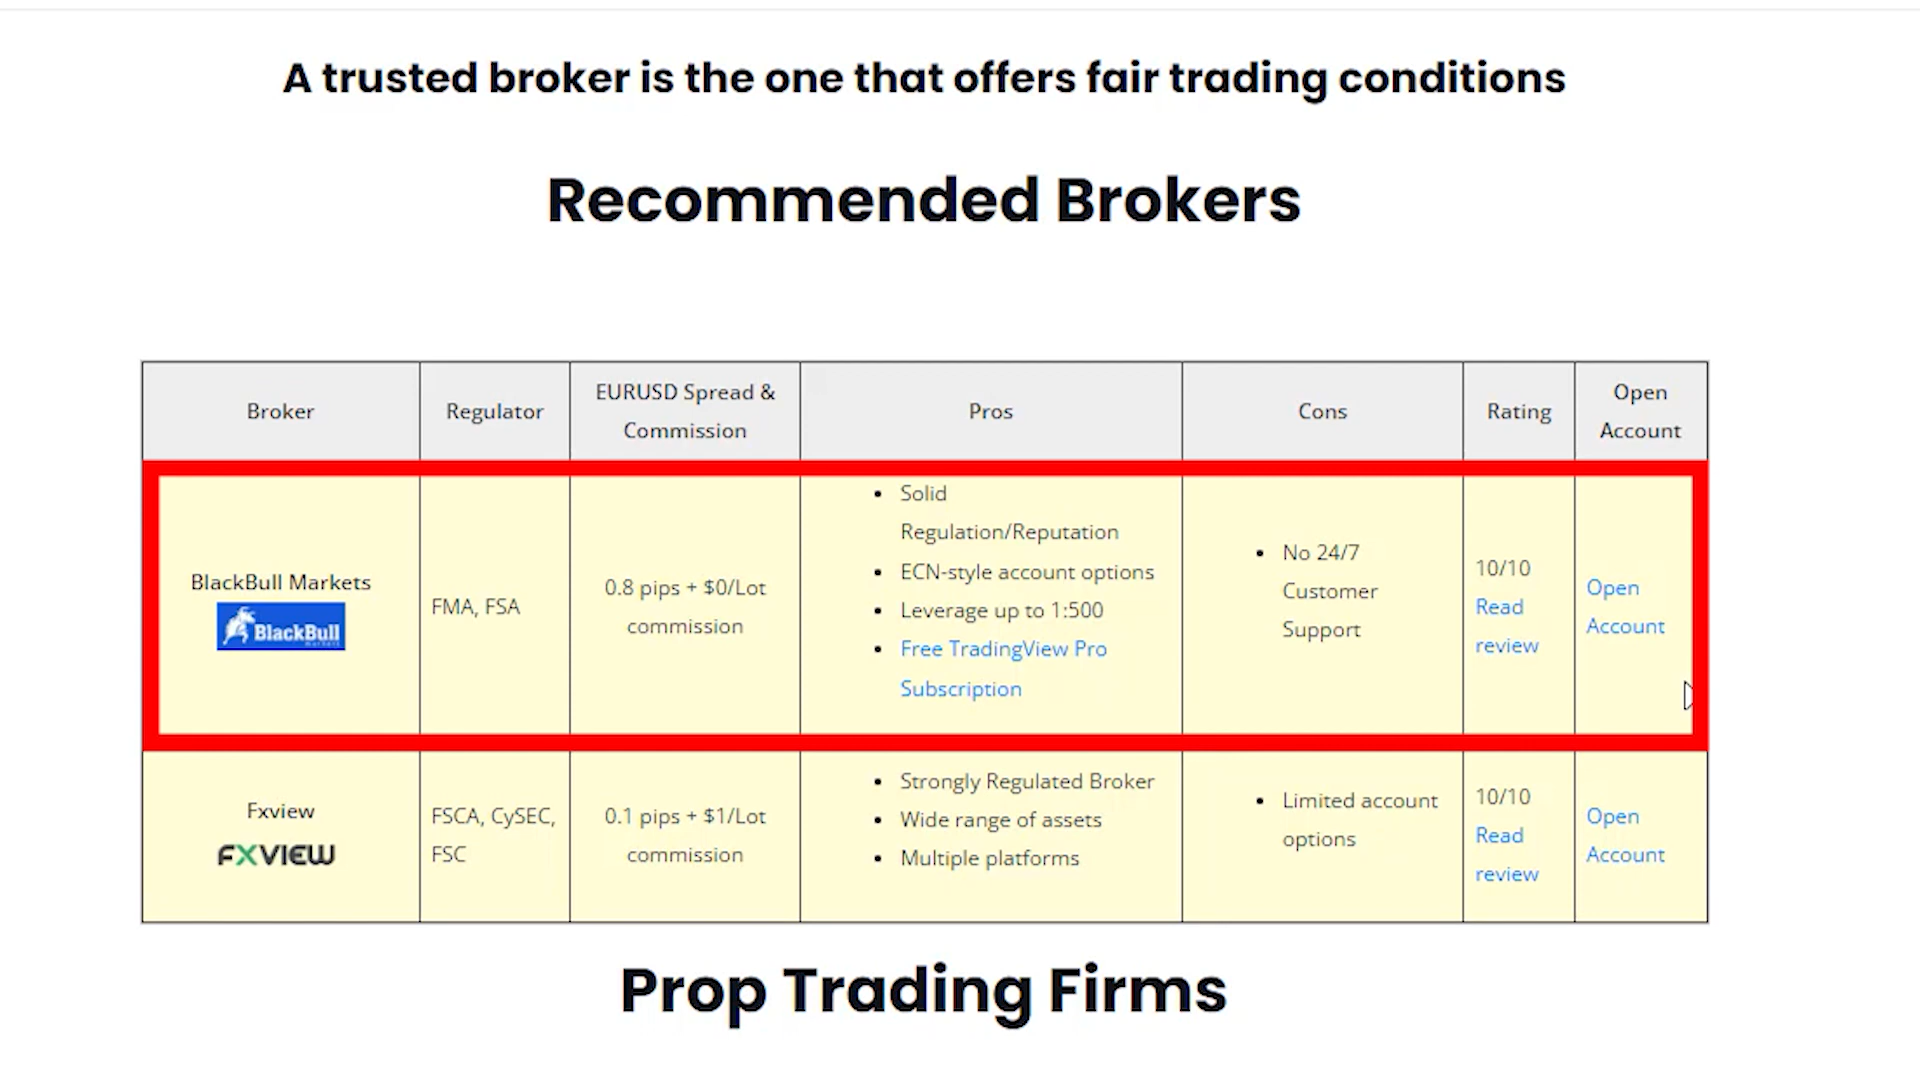 A trusted broker is the one that offers fair trading conditions
Recommended Brokers
Broker
Regulator
EURUSD Spread &
Commission
Pros
Cons
Rating
Open
Account
BlackBull Markets
BlackBull
Markets
FMA, FSA
0.8 pips + $0/Lot
commission
Solid
Regulation/Reputation
ECN-style account options
Leverage up to 1:500
Free TradingView Pro
Subscription
No 24/7
Customer
Support
10/10
Read
review
Open
Account
Fxview
FXVIEW
FSCA, CySEC,
FSC
0.1 pips + $1/Lot
commission
Strongly Regulated Broker
Wide range of assets
Multiple platforms
Limited account
options
10/10
Read
review
Open
Account
Prop Trading Firms